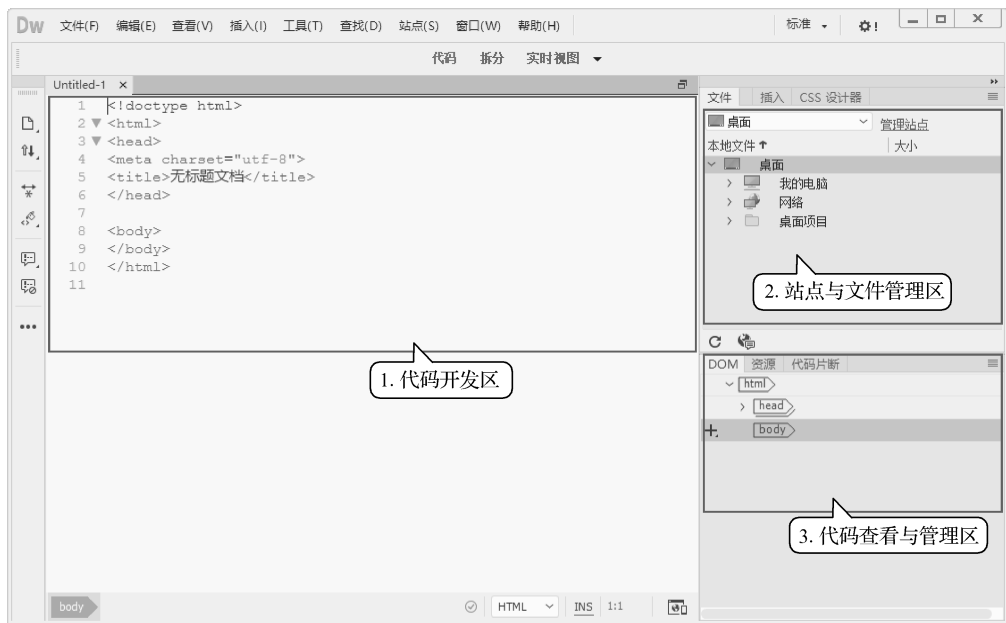 Dw 文件(F) 编辑(E) 查看(V) 插入(I) 工具(T) 查找(D) 站点(S) 窗口(W) 帮助(H) 标准
代码 拆分 实时视图
Untitled-1 ×
1 <!doctype html>
2 <html>
3 <head>
4 <meta charset="utf-8">
5 <title>无标题文档</title>
6 </head>
7
8 <body>
9 </body>
10 </html>
11
1. 代码开发区
文件 插入 CSS 设计器
桌面 管理站点
本地文件 大小
桌面
我的电脑
网络
桌面项目
2. 站点与文件管理区
DOM 资源 代码片断
html
head
body
3. 代码查看与管理区
body HTML INS 1:1